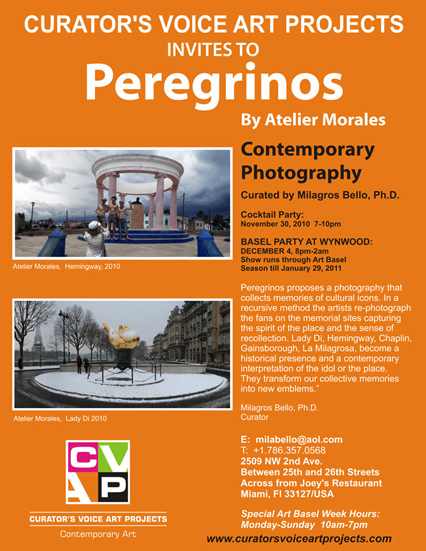 CURATOR'S VOICE ART PROJECTS
INVITES TO
Peregrinos
By Atelier Morales
Contemporary
Photography
Curated by Milagros Bello, Ph.D.
Cocktail Party:
November 30, 2010  7-10pm
BASEL PARTY AT WYNWOOD:
DECEMBER 4, 8pm-2am
Show runs through Art Basel
Season till January 29, 2011
Atelier Morales,  Hemingway, 2010
Peregrinos proposes a photography that
collects memories of cultural icons. In a
recursive method the artists re-photograph
the fans on the memorial sites capturing
the spirit of the place and the sense of
recollection. Lady Di, Hemingway, Chaplin,
Gainsborough, La Milagrosa, become a
historical presence and a contemporary
interpretation of the idol or the place.
They transform our collective memories
into new emblems."
Milagros Bello, Ph.D.
Curator
Atelier Morales, Lady Di 2010
E:  milabello@aol.com
T:  +1.786.357.0568
2509 NW 2nd Ave.
Between 25th and 26th Streets
Across from Joey's Restaurant
Miami, Fl 33127/USA
Special Art Basel Week Hours:
Monday-Sunday  10am-7pm
CV
AP
CURATOR'S VOICE ART PROJECTS
Contemporary Art
www.curatorsvoiceartprojects.com